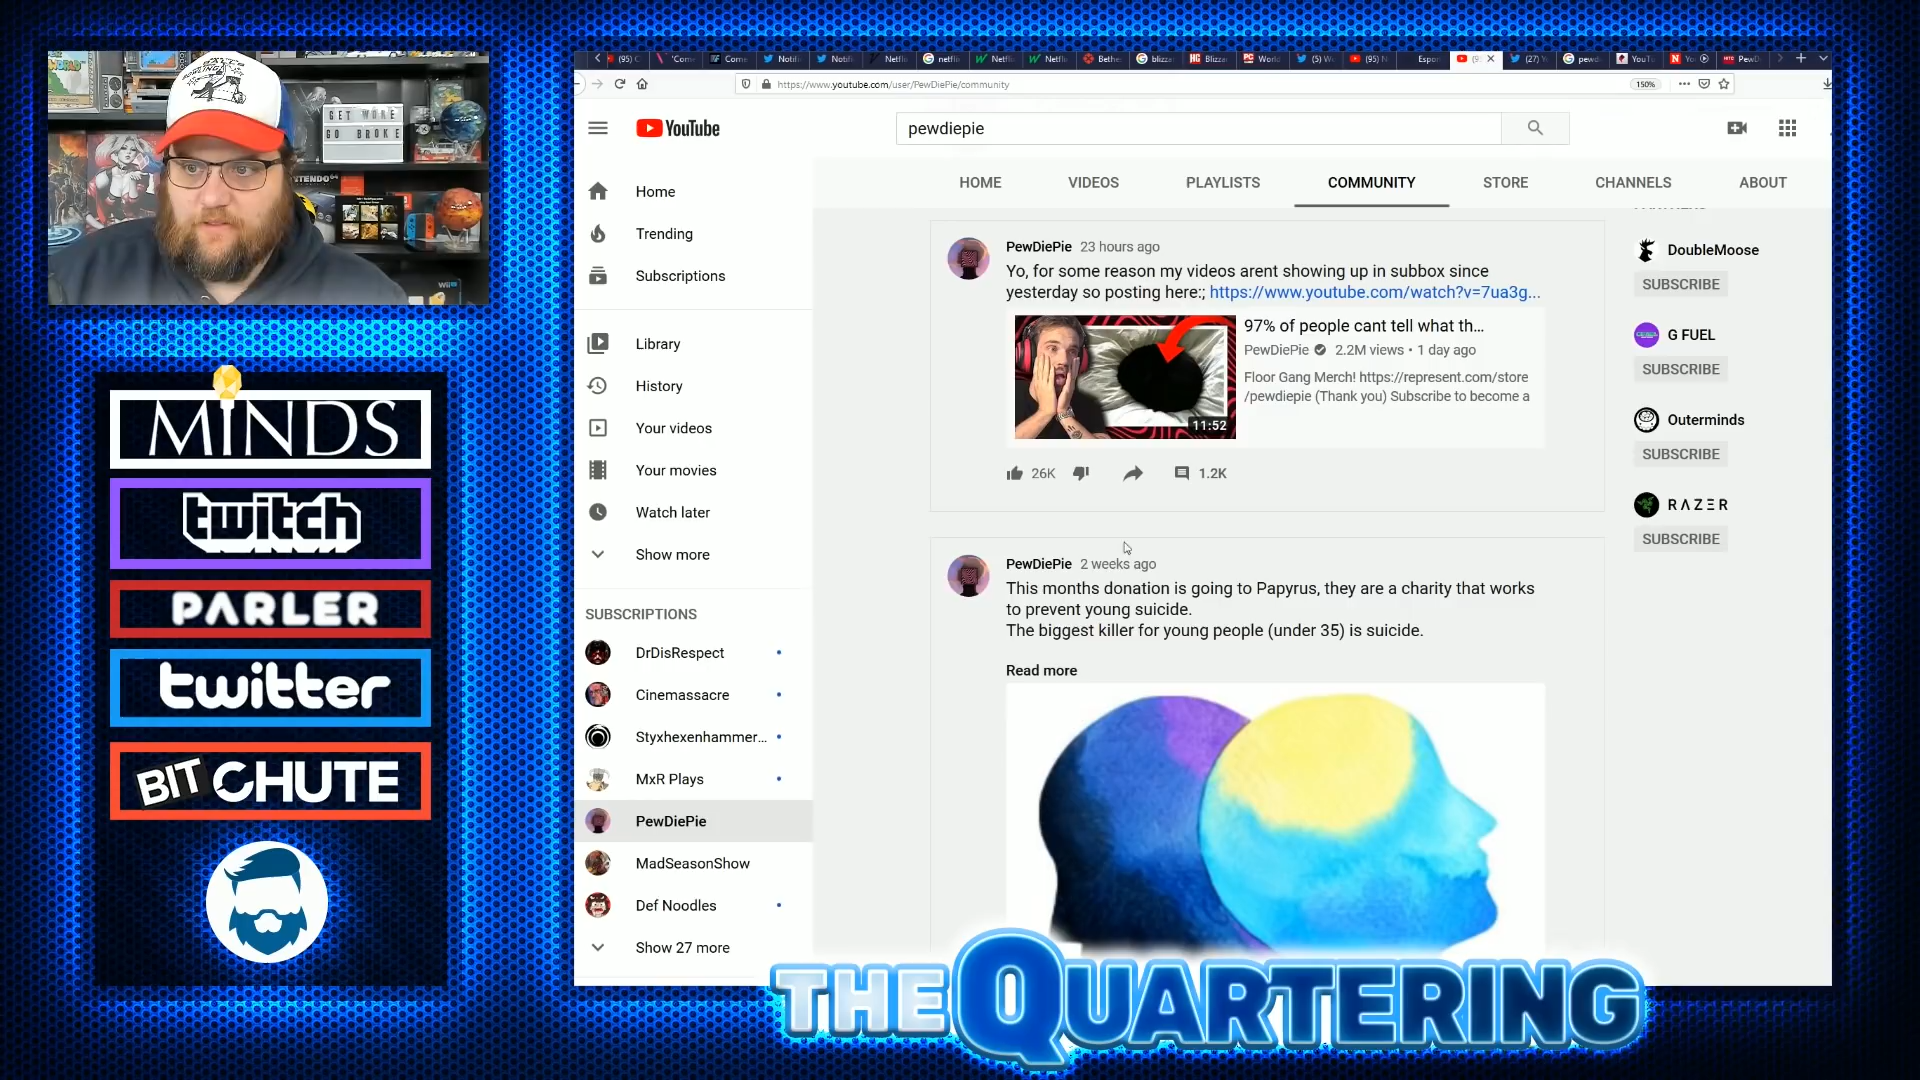 GET WOKE
GO BROKE
NINTENDO 64
Wii
MINDS
twitch
PARLER
twitter
BIT CHUTE
https://www.youtube.com/user/PewDiePie/community
150%
YouTube
pewdiepie
HOME
VIDEOS
PLAYLISTS
COMMUNITY
STORE
CHANNELS
ABOUT
Home
Trending
Subscriptions
Library
History
Your videos
Your movies
Watch later
Show more
SUBSCRIPTIONS
DrDisRespect
Cinemassacre
Styxhexenhammer...
MxR Plays
PewDiePie
MadSeasonShow
Def Noodles
Show 27 more
PewDiePie 23 hours ago
Yo, for some reason my videos arent showing up in subbox since
yesterday so posting here:; https://www.youtube.com/watch?v=7ua3g...
97% of people cant tell what th...
PewDiePie 2.2M views • 1 day ago
Floor Gang Merch! https://represent.com/store
/pewdiepie (Thank you) Subscribe to become a
11:52
26K
1.2K
PewDiePie 2 weeks ago
This months donation is going to Papyrus, they are a charity that works
to prevent young suicide.
The biggest killer for young people (under 35) is suicide.
Read more
DoubleMoose
SUBSCRIBE
G FUEL
SUBSCRIBE
Outerminds
SUBSCRIBE
RAZER
SUBSCRIBE
THE QUARTERING